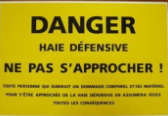 DANGER
HAIE DÉFENSIVE
NE PAS S'APPROCHER !
TOUTE PERSONNE QUI SUBIRAIT UN DOMMAGE CORPOREL ET/OU MATÉRIEL
POUR S'ÊTRE APPROCHÉE DE LA HAIE DÉFENSIVE EN ASSUMERA SEULE
TOUTES LES CONSÉQUENCES